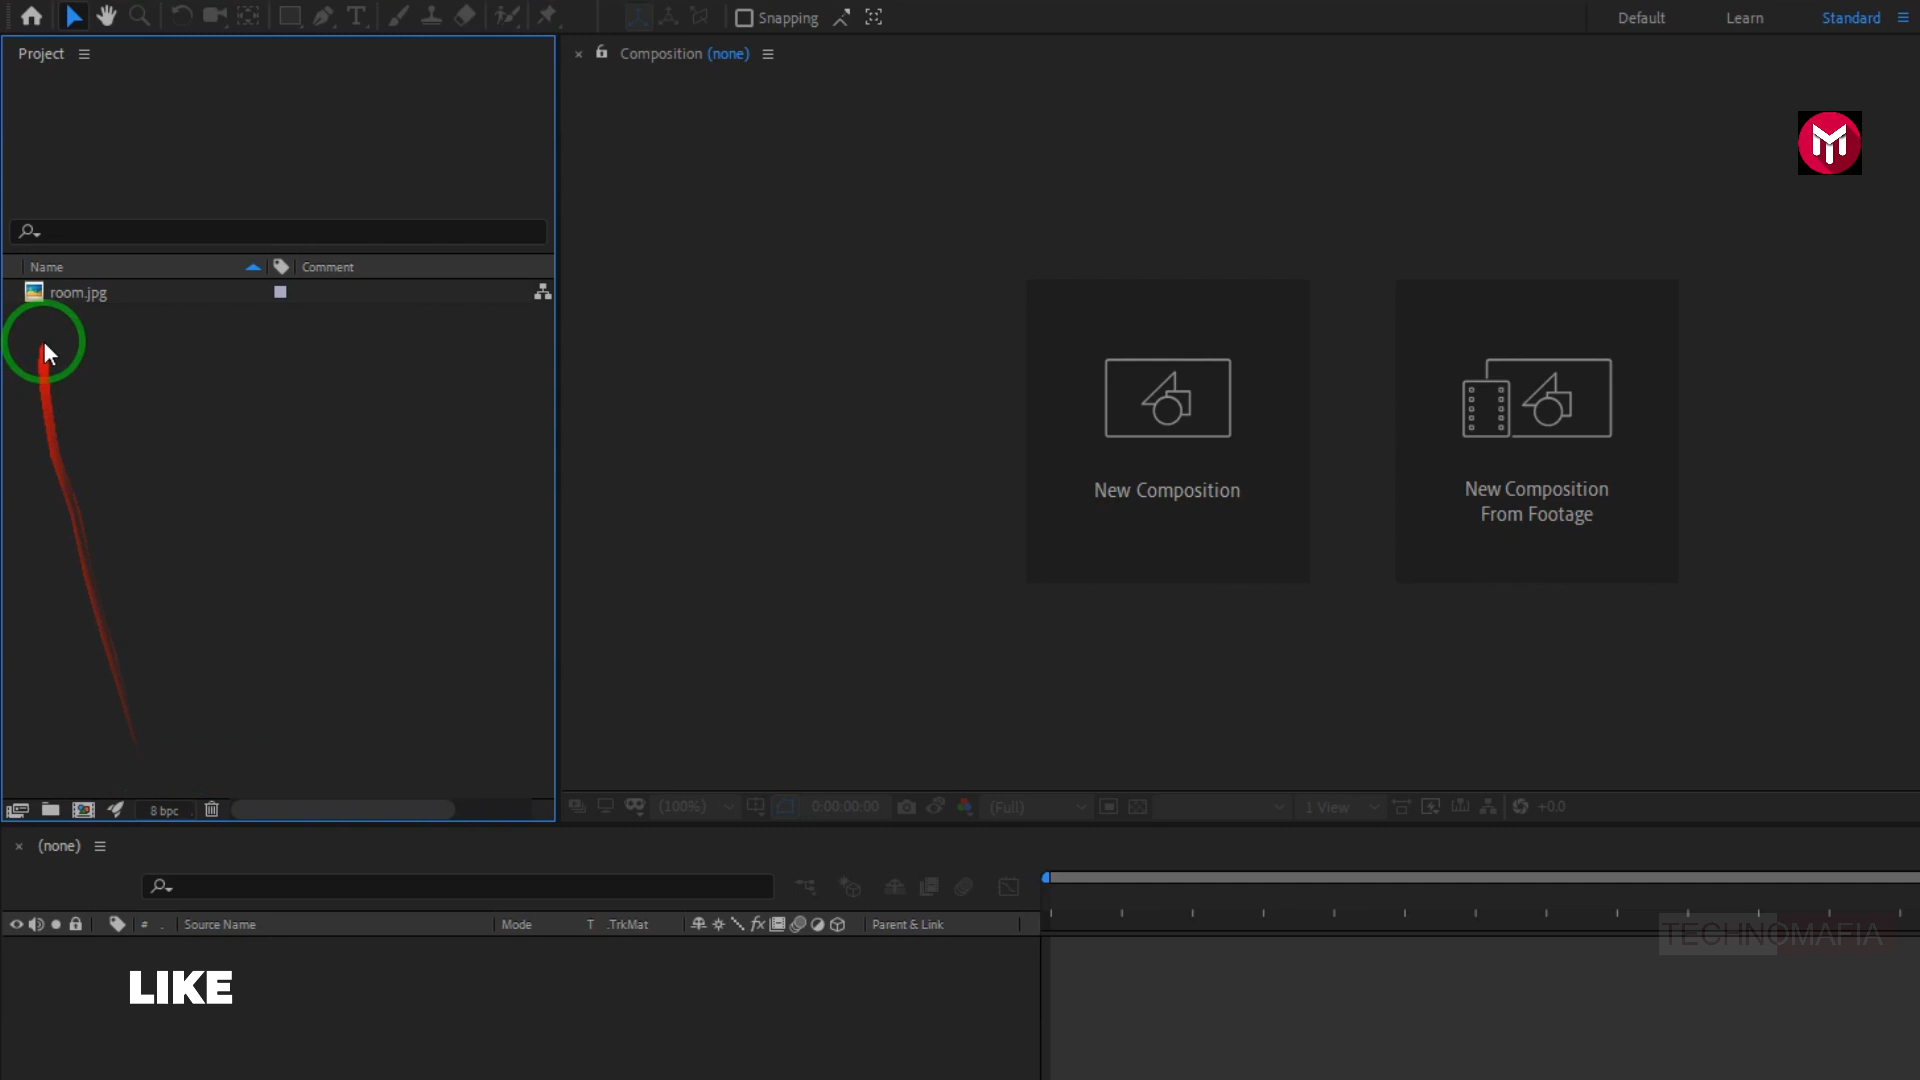 Snapping
Default
Learn
Standard
Project
Composition (none)
Name
Comment
room.jpg
New Composition
New Composition
From Footage
8 bpc
(100%)
0:00:00:00
(Full)
1 View
+0.0
(none)
#
.
Source Name
Mode
T
.TrkMat
fx
Parent & Link
TECHNOMAFIA
LIKE